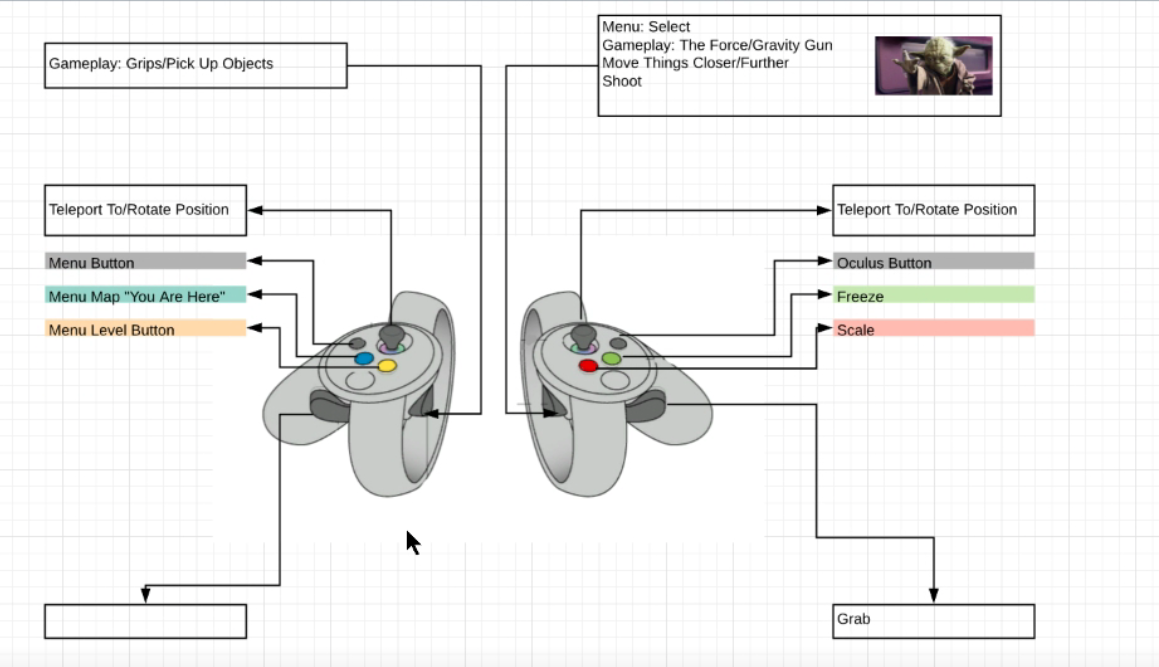 Menu: Select
Gameplay: The Force/Gravity Gun
Move Things Closer/Further
Shoot
Gameplay: Grips/Pick Up Objects
Teleport To/Rotate Position
Menu Button
Menu Map "You Are Here"
Menu Level Button
Teleport To/Rotate Position
Oculus Button
Freeze
Scale
Grab